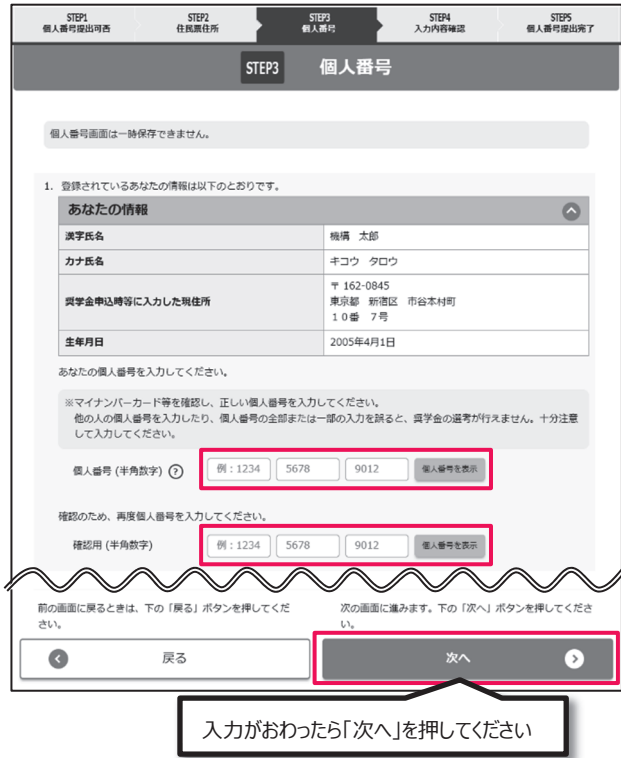 STEP1
個人番号提出可否
STEP2
住民票住所
STEP3
個人番号
STEP4
入力内容確認
STEP5
個人番号提出完了
STEP3 個人番号
個人番号画面は一時保存できません。
1. 登録されているあなたの情報は以下のとおりです。
あなたの情報
漢字氏名 機構 太郎
カナ氏名 キコウ タロウ
奨学金申込時等に入力した現住所 〒 162-0845
東京都 新宿区 市谷本村町
１０番 ７号
生年月日 2005年4月1日
あなたの個人番号を入力してください。
※マイナンバーカード等を確認し、正しい個人番号を入力してください。
他の人の個人番号を入力したり、個人番号の全部または一部の入力を誤ると、奨学金の選考が行えません。十分注意
して入力してください。
個人番号 (半角数字) ? 例：1234 5678 9012 個人番号を表示
確認のため、再度個人番号を入力してください。
確認用 (半角数字) 例：1234 5678 9012 個人番号を表示
前の画面に戻るときは、下の「戻る」ボタンを押してくだ
さい。
次の画面に進みます。下の「次へ」ボタンを押してくださ
い。
戻る
次へ
入力がおわったら「次へ」を押してください